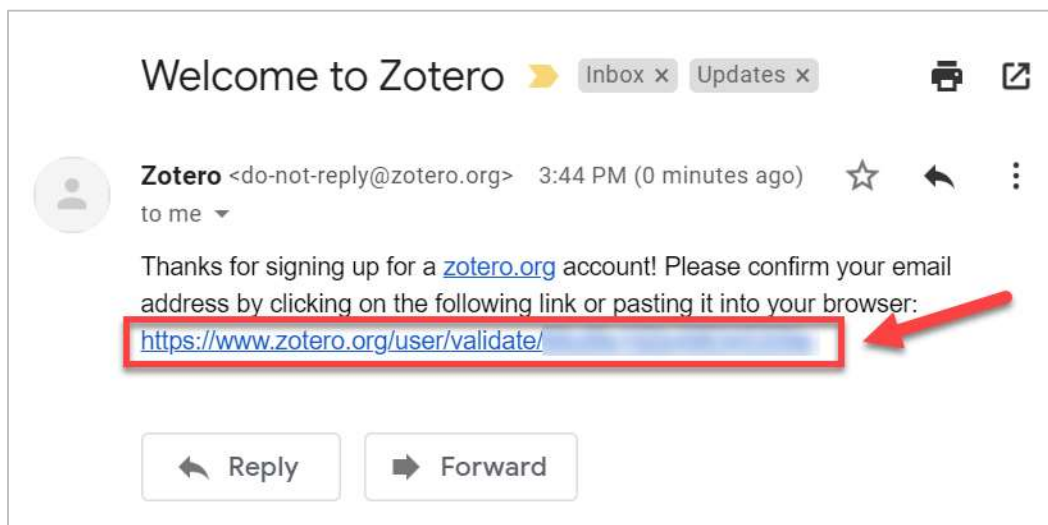 Welcome to Zotero Inbox x Updates x
Zotero <do-not-reply@zotero.org> 3:44 PM (0 minutes ago)
to me
Thanks for signing up for a zotero.org account! Please confirm your email
address by clicking on the following link or pasting it into your browser:
https://www.zotero.org/user/validate/
Reply Forward